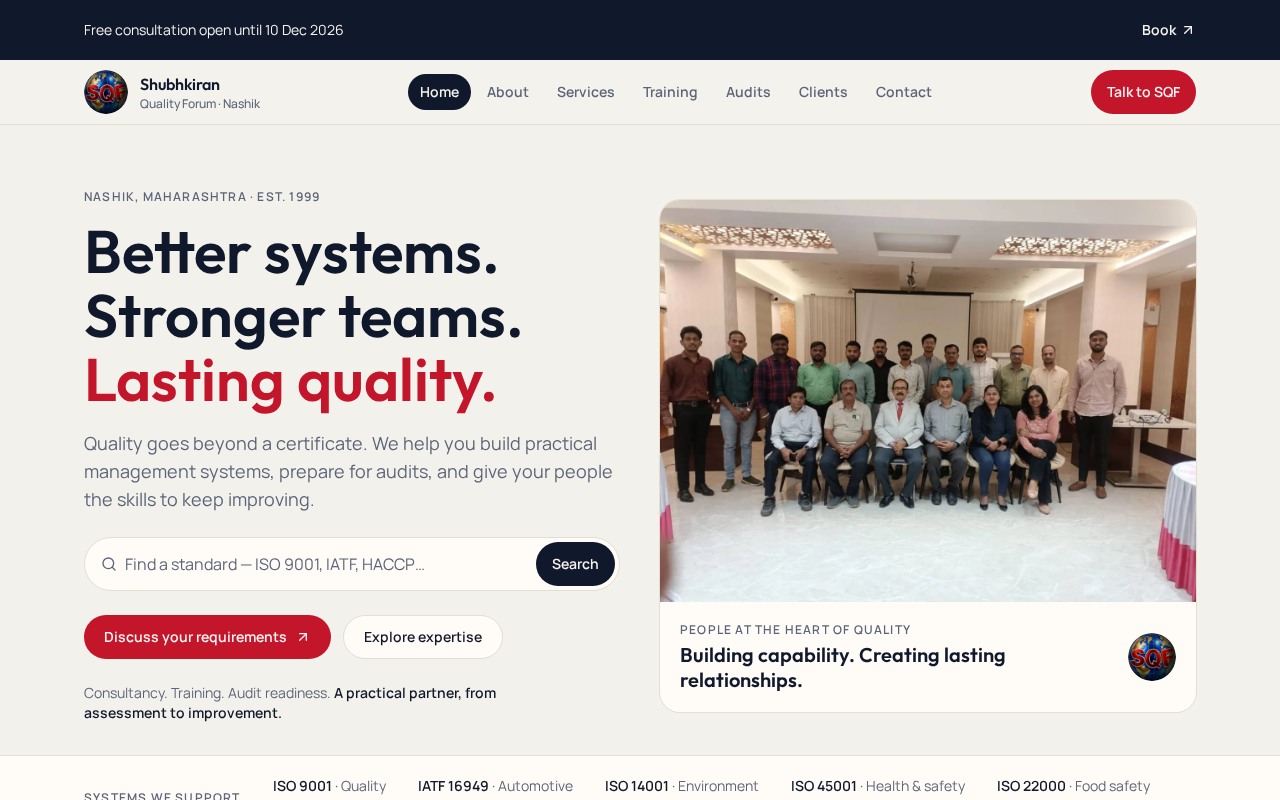 Free consultation open until 10 Dec 2026
Book
SQF
Shubhkiran
Quality Forum · Nashik
Home
About
Services
Training
Audits
Clients
Contact
Talk to SQF
NASHIK, MAHARASHTRA · EST. 1999
Better systems.
Stronger teams.
Lasting quality.
Quality goes beyond a certificate. We help you build practical
management systems, prepare for audits, and give your people
the skills to keep improving.
Find a standard — ISO 9001, IATF, HACCP...
Search
Discuss your requirements
Explore expertise
Consultancy. Training. Audit readiness. A practical partner, from
assessment to improvement.
PEOPLE AT THE HEART OF QUALITY
Building capability. Creating lasting
relationships.
SQF
SYSTEMS WE SUPPORT
ISO 9001 · Quality
IATF 16949 · Automotive
ISO 14001 · Environment
ISO 45001 · Health & safety
ISO 22000 · Food safety